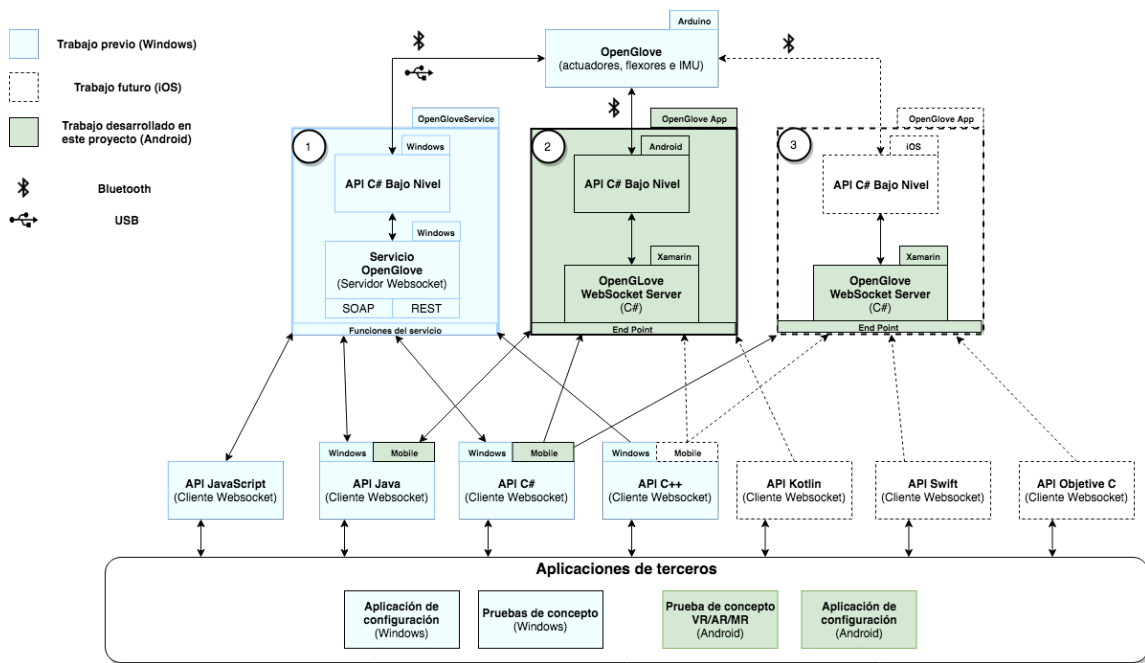 Trabajo previo (Windows)
Trabajo futuro (iOS)
Trabajo desarrollado en
este proyecto (Android)
Bluetooth
USB
Arduino
OpenGlove
(actuadores, flexores e IMU)
OpenGloveService
1
Windows
API C# Bajo Nivel
Windows
Servicio
OpenGlove
(Servidor Websocket)
SOAP
REST
Funciones del servicio
OpenGlove App
2
Android
API C# Bajo Nivel
Xamarin
OpenGLove
WebSocket Server
(C#)
End Point
OpenGlove App
3
iOS
API C# Bajo Nivel
Xamarin
OpenGlove
WebSocket Server
(C#)
End Point
API JavaScript
(Cliente Websocket)
Windows
Mobile
API Java
(Cliente Websocket)
Windows
Mobile
API C#
(Cliente Websocket)
Windows
Mobile
API C++
(Cliente Websocket)
API Kotlin
(Cliente Websocket)
API Swift
(Cliente Websocket)
API Objetive C
(Cliente Websocket)
Aplicaciones de terceros
Aplicación de
configuración
(Windows)
Pruebas de concepto
(Windows)
Prueba de concepto
VR/AR/MR
(Android)
Aplicación de
configuración
(Android)